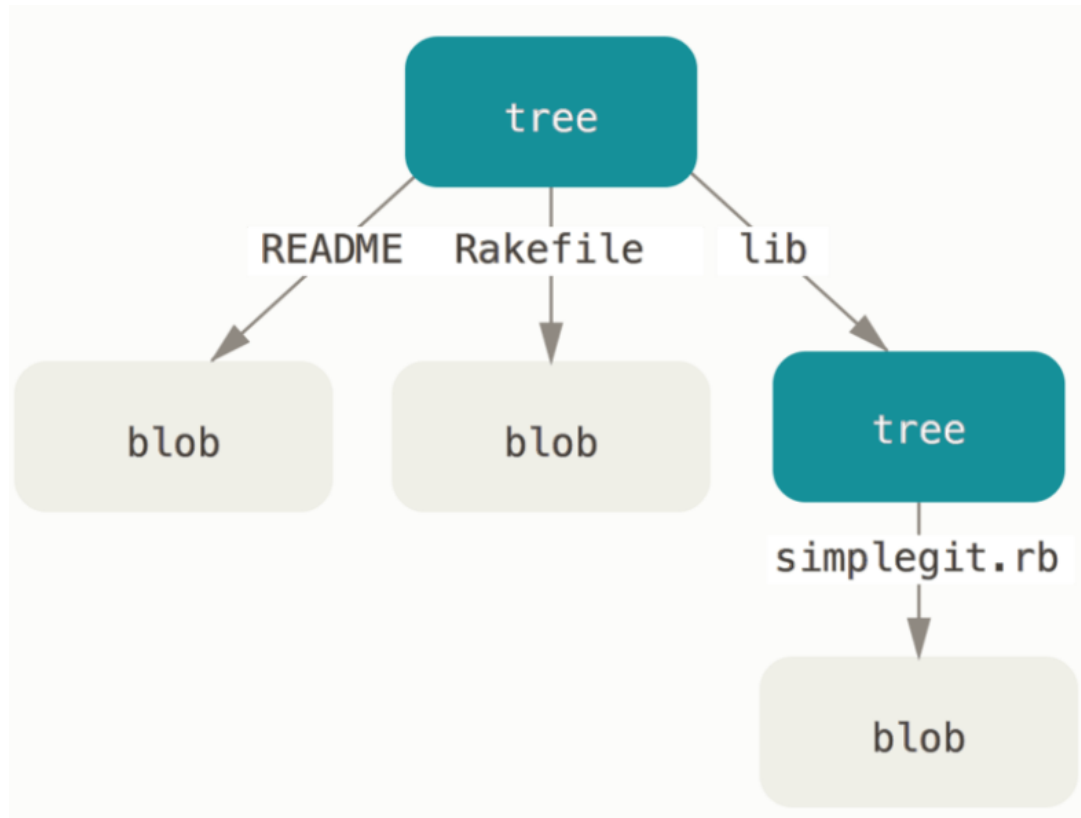 tree
README Rakefile lib
blob blob tree
simplegit.rb
blob